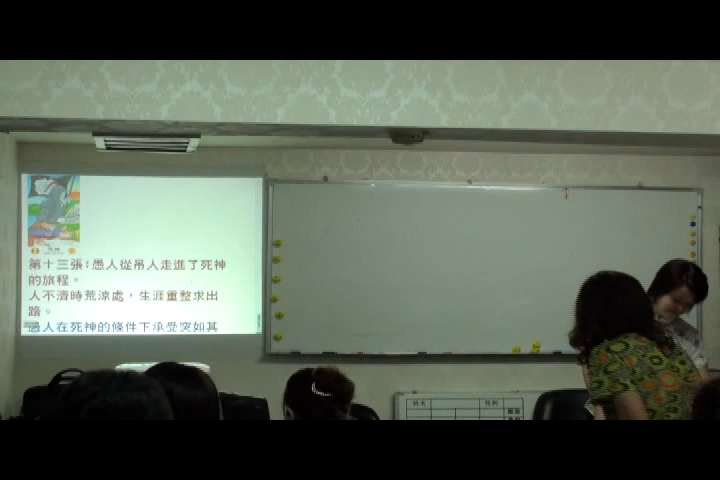 第十三張:愚人從吊人走進了死神
的旅程。
人不濟時荒涼處，生涯重整求出
路。
愚人在死神的條件下承受突如其
姓名